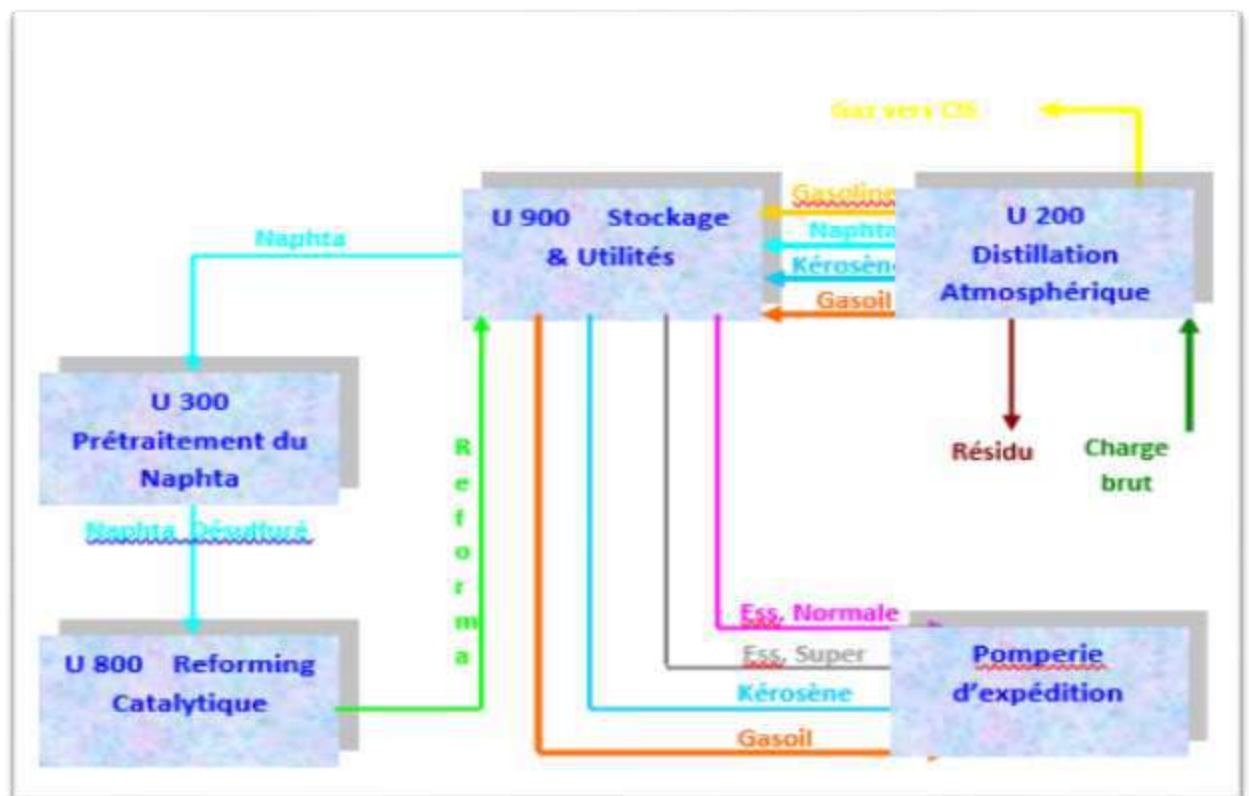 Gaz vers CIS
U 900 Stockage
& Utilités
Gasoline
Naphta
Kérosène
Gasoil
U 200
Distillation
Atmosphérique
Naphta
U 300
Prétraitement du
Naphta
Résidu
Charge
brut
Naphta Désulfuré
R
e
f
o
r
m
a
U 800 Reforming
Catalytique
Ess. Normale
Ess. Super
Kérosène
Gasoil
Pomperie
d'expédition